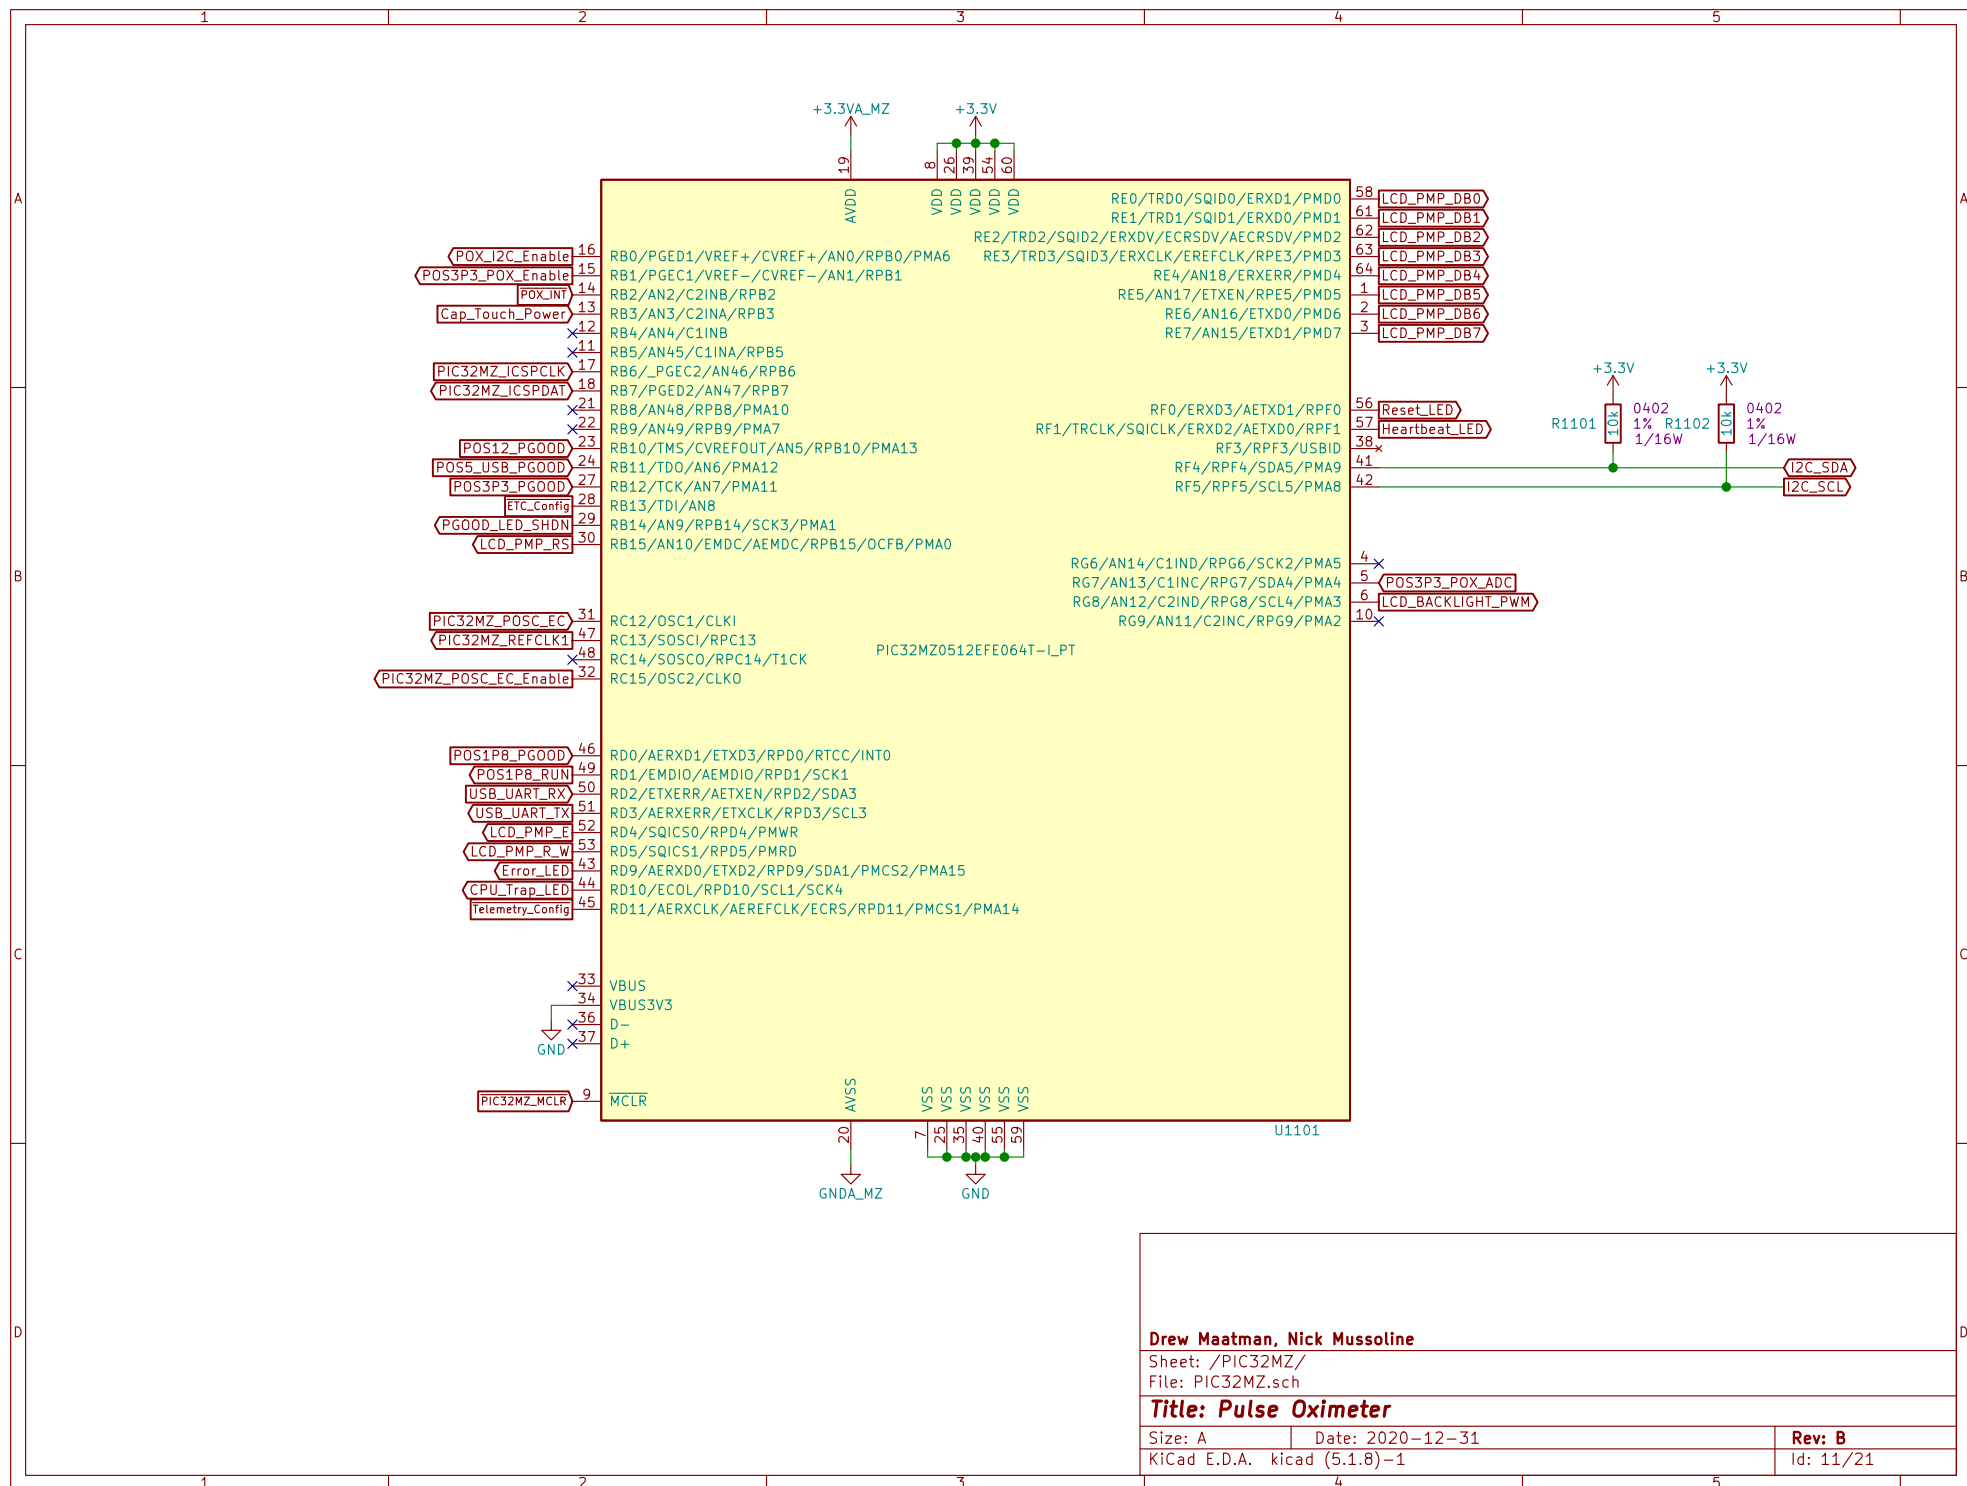 1 2 3 4 5
+3.3VA_MZ +3.3V
19 8 26 39 54 60
AVDD VDD VDD VDD VDD VDD
A A
RE0/TRD0/SQID0/ERXD1/PMD0 58 LCD_PMP_DB0
RE1/TRD1/SQID1/ERXD0/PMD1 61 LCD_PMP_DB1
RE2/TRD2/SQID2/ERXDV/ECRSDV/AECRSDV/PMD2 62 LCD_PMP_DB2
POX_I2C_Enable 16 RB0/PGED1/VREF+/CVREF+/AN0/RPB0/PMA6 RE3/TRD3/SQID3/ERXCLK/EREFCLK/RPE3/PMD3 63 LCD_PMP_DB3
POS3P3_POX_Enable 15 RB1/PGEC1/VREF-/CVREF-/AN1/RPB1 RE4/AN18/ERXERR/PMD4 64 LCD_PMP_DB4
POX_INT 14 RB2/AN2/C2INB/RPB2 RE5/AN17/ETXEN/RPE5/PMD5 1 LCD_PMP_DB5
Cap_Touch_Power 13 RB3/AN3/C2INA/RPB3 RE6/AN16/ETXD0/PMD6 2 LCD_PMP_DB6
12 RB4/AN4/C1INB RE7/AN15/ETXD1/PMD7 3 LCD_PMP_DB7
11 RB5/AN45/C1INA/RPB5
PIC32MZ_ICSPCLK 17 RB6/_PGEC2/AN46/RPB6 +3.3V +3.3V
PIC32MZ_ICSPDAT 18 RB7/PGED2/AN47/RPB7
21 RB8/AN48/RPB8/PMA10 RF0/ERXD3/AETXD1/RPF0 56 Reset_LED 0402 0402
22 RB9/AN49/RPB9/PMA7 RF1/TRCLK/SQICLK/ERXD2/AETXD0/RPF1 57 Heartbeat_LED R1101 10k 1% R1102 10k 1%
1/16W 1/16W
POS12_PGOOD 23 RB10/TMS/CVREFOUT/AN5/RPB10/PMA13 RF3/RPF3/USBID 38
POS5_USB_PGOOD 24 RB11/TDO/AN6/PMA12 RF4/RPF4/SDA5/PMA9 41 I2C_SDA
POS3P3_PGOOD 27 RB12/TCK/AN7/PMA11 RF5/RPF5/SCL5/PMA8 42 I2C_SCL
ETC_Config 28 RB13/TDI/AN8
PGOOD_LED_SHDN 29 RB14/AN9/RPB14/SCK3/PMA1
LCD_PMP_RS 30 RB15/AN10/EMDC/AEMDC/RPB15/OCFB/PMA0
RG6/AN14/C1IND/RPG6/SCK2/PMA5 4
B B
RG7/AN13/C1INC/RPG7/SDA4/PMA4 5 POS3P3_POX_ADC
RG8/AN12/C2IND/RPG8/SCL4/PMA3 6 LCD_BACKLIGHT_PWM
PIC32MZ_POSC_EC 31 RC12/OSC1/CLKI RG9/AN11/C2INC/RPG9/PMA2 10
PIC32MZ_REFCLK1 47 RC13/SOSCI/RPC13
PIC32MZ0512EFE064T-I_PT
48 RC14/SOSCO/RPC14/T1CK
PIC32MZ_POSC_EC_Enable 32 RC15/OSC2/CLKO
POS1P8_PGOOD 46 RD0/AERXD1/ETXD3/RPD0/RTCC/INT0
POS1P8_RUN 49 RD1/EMDIO/AEMDIO/RPD1/SCK1
USB_UART_RX 50 RD2/ETXERR/AETXEN/RPD2/SDA3
USB_UART_TX 51 RD3/AERXERR/ETXCLK/RPD3/SCL3
LCD_PMP_E 52 RD4/SQICS0/RPD4/PMWR
LCD_PMP_R_W 53 RD5/SQICS1/RPD5/PMRD
Error_LED 43 RD9/AERXD0/ETXD2/RPD9/SDA1/PMCS2/PMA15
CPU_Trap_LED 44 RD10/ECOL/RPD10/SCL1/SCK4
Telemetry_Config 45 RD11/AERXCLK/AEREFCLK/ECRS/RPD11/PMCS1/PMA14
C C
33 VBUS
34 VBUS3V3
36 D-
37 D+
GND
PIC32MZ_MCLR 9 MCLR
AVSS VSS VSS VSS VSS VSS VSS
U1101
20 7 25 35 40 55 59
GNDA_MZ GND
D D
Drew Maatman, Nick Mussoline
Sheet: /PIC32MZ/
File: PIC32MZ.sch
Title: Pulse Oximeter
Size: A Date: 2020-12-31 Rev: B
KiCad E.D.A. kicad (5.1.8)-1 Id: 11/21
1 2 3 4 5